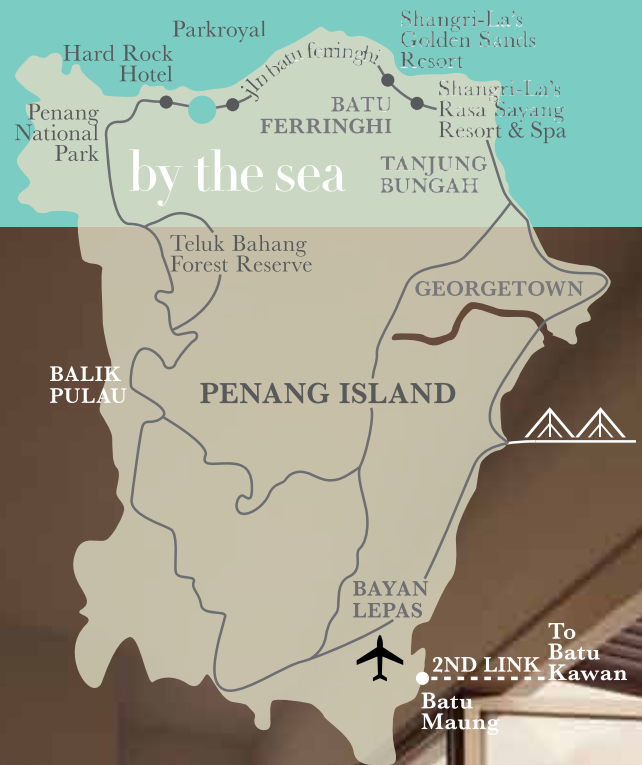 Parkroyal
Hard Rock
Hotel
jln batu ferringhi
Shangri-La's
Golden Sands
Resort
Shangri-La's
Rasa Sayang
Resort & Spa
Penang
National
Park
BATU
FERRINGHI
by the sea
TANJUNG
BUNGAH
Teluk Bahang
Forest Reserve
GEORGETOWN
BALIK
PULAU
PENANG ISLAND
BAYAN
LEPAS
2ND LINK
To
Batu
Kawan
Batu
Maung